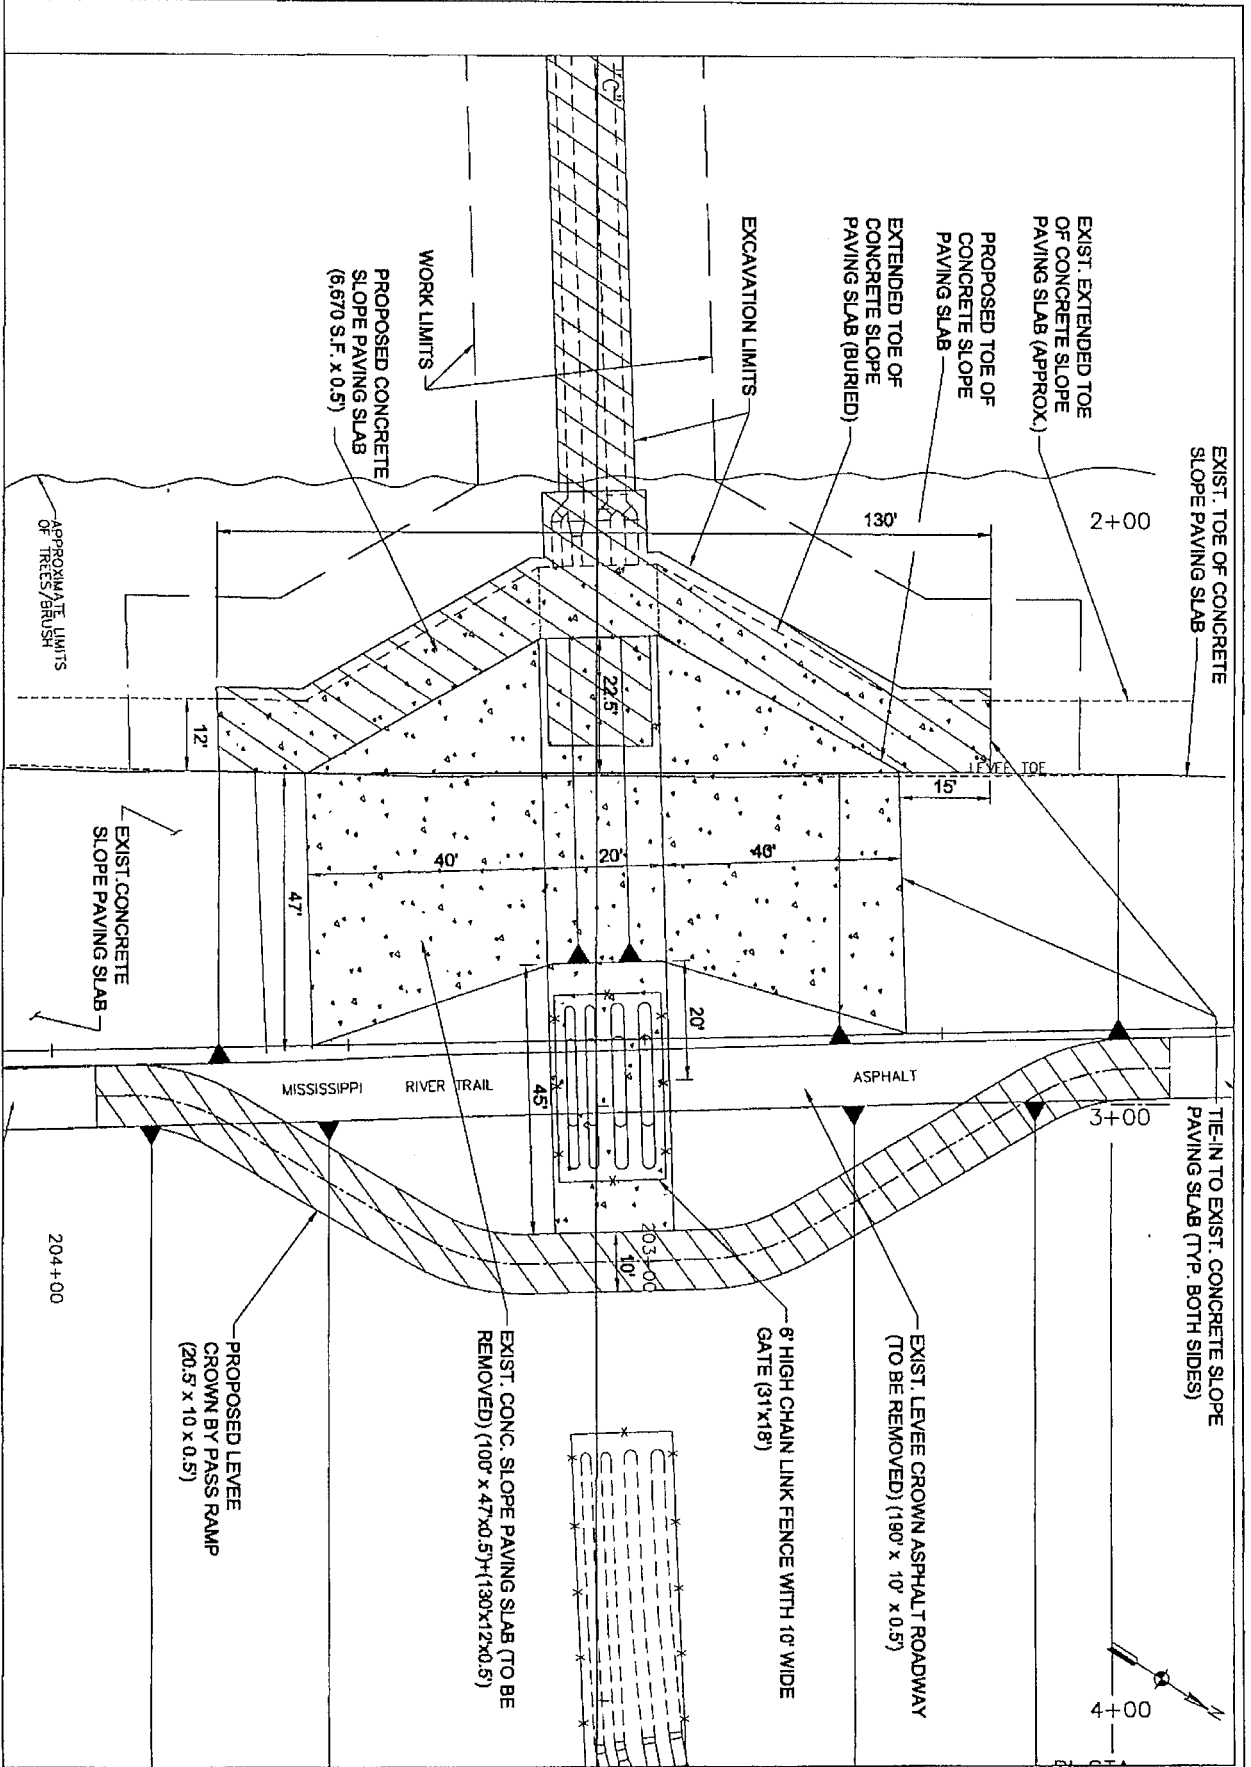 EXIST. TOE OF CONCRETE
SLOPE PAVING SLAB
EXIST. EXTENDED TOE
OF CONCRETE SLOPE
PAVING SLAB (APPROX.)
PROPOSED TOE OF
CONCRETE SLOPE
PAVING SLAB
EXTENDED TOE OF
CONCRETE SLOPE
PAVING SLAB (BURIED)
EXCAVATION LIMITS
"C"
WORK LIMITS
PROPOSED CONCRETE
SLOPE PAVING SLAB
(6,670 S.F. x 0.5')
APPROXIMATE LIMITS
OF TREES/BRUSH
2+00
130'
12'
22.5'
LEVEE TOE
15'
40'
20'
40'
47'
EXIST.CONCRETE
SLOPE PAVING SLAB
20'
45'
MISSISSIPPI RIVER TRAIL
ASPHALT
3+00
TIE-IN TO EXIST. CONCRETE SLOPE
PAVING SLAB (TYP. BOTH SIDES)
203+00
10'
204+00
EXIST. LEVEE CROWN ASPHALT ROADWAY
(TO BE REMOVED) (190' x 10' x 0.5')
6' HIGH CHAIN LINK FENCE WITH 10' WIDE
GATE (31'x18')
EXIST. CONC. SLOPE PAVING SLAB (TO BE
REMOVED) (100' x 47'x0.5')+(130'x12'x0.5')
PROPOSED LEVEE
CROWN BY PASS RAMP
(20.5' x 10 x 0.5')
N
4+00